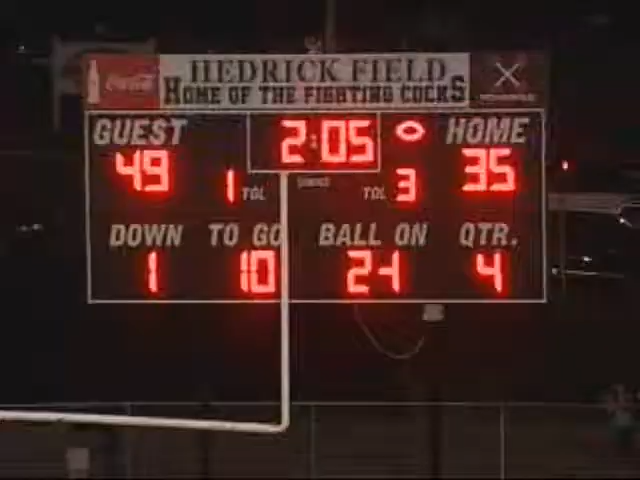 Coca-Cola
HEDRICK FIELD
HOME OF THE FIGHTING COCKS
GUEST 2:05 HOME
49 1 TOL TOL 3 35
DOWN TO GO BALL ON QTR.
1 10 24 4